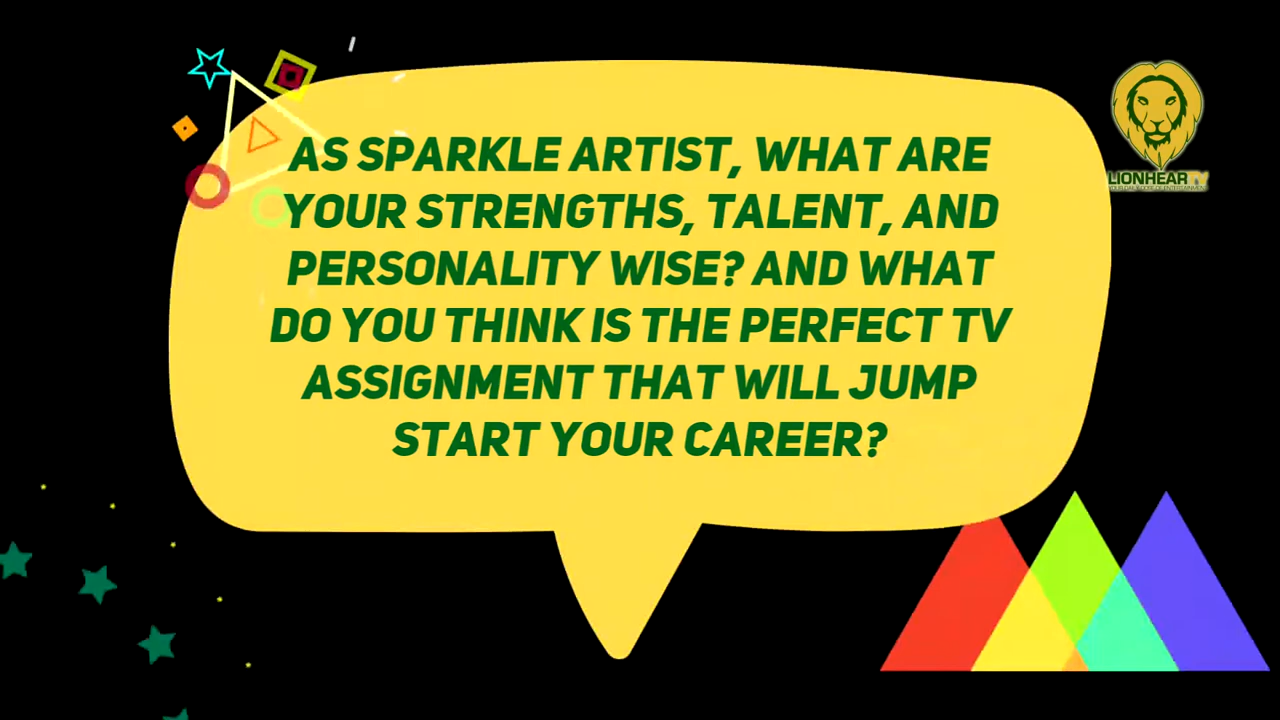 AS SPARKLE ARTIST, WHAT ARE
YOUR STRENGTHS, TALENT, AND
PERSONALITY WISE? AND WHAT
DO YOU THINK IS THE PERFECT TV
ASSIGNMENT THAT WILL JUMP
START YOUR CAREER?
LIONHEARTV